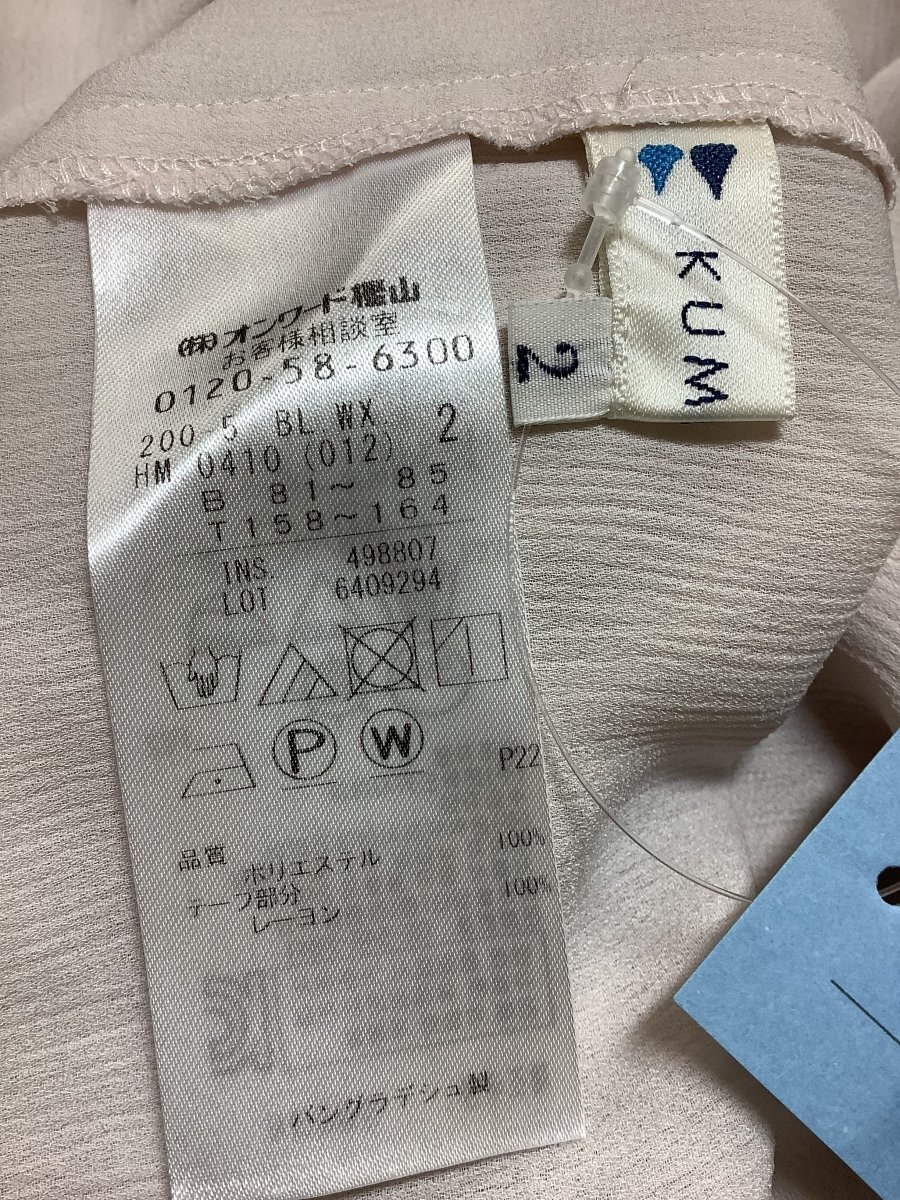 ㈱オンワード樫山
お客様相談室
0120-58-6300
200-5 BL WX 2
HM 0410 (012)
B 81〜 85
T158〜164
INS. 498807
LOT 6409294
P W
P22
品質
ポリエステル 100%
テープ部分
レーヨン 100%
バングラデシュ製
2
KUM